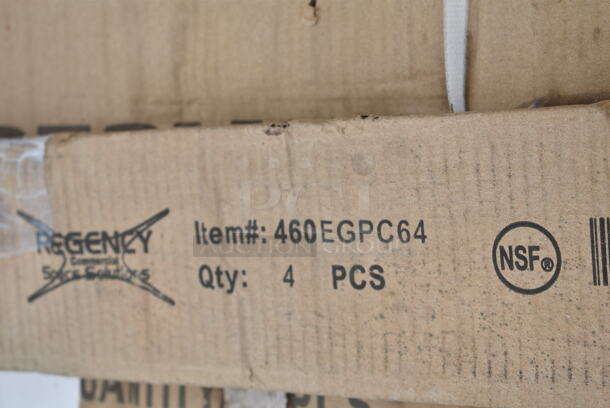 REGENCY
Commercial
Space Solutions
Item#: 460EGPC64
Qty: 4 PCS
NSF®